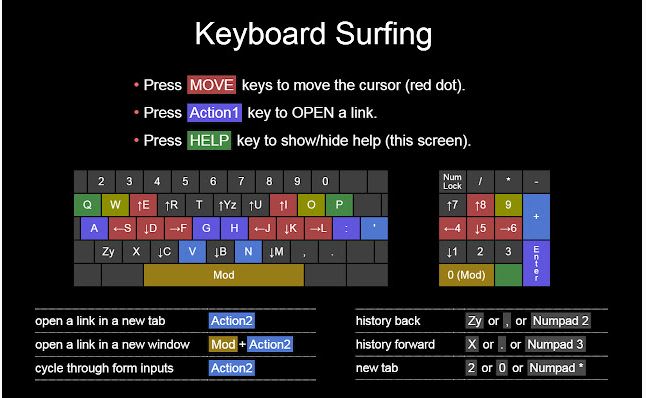 Keyboard Surfing
• Press MOVE keys to move the cursor (red dot).
• Press Action1 key to OPEN a link.
• Press HELP key to show/hide help (this screen).
2 3 4 5 6 7 8 9 0
Q W ↑E ↑R T ↑Yz ↑U ↑I O P
A ←S ↓D →F G H ←J ↓K →L : '
Zy X ↓C V ↓B N ↓M , .
Mod
Num Lock / * -
↑7 ↑8 9 +
←4 ↓5 →6
↓1 2 3 Enter
0 (Mod)
open a link in a new tab Action2
open a link in a new window Mod + Action2
cycle through form inputs Action2
history back Zy or , or Numpad 2
history forward X or . or Numpad 3
new tab 2 or 0 or Numpad *